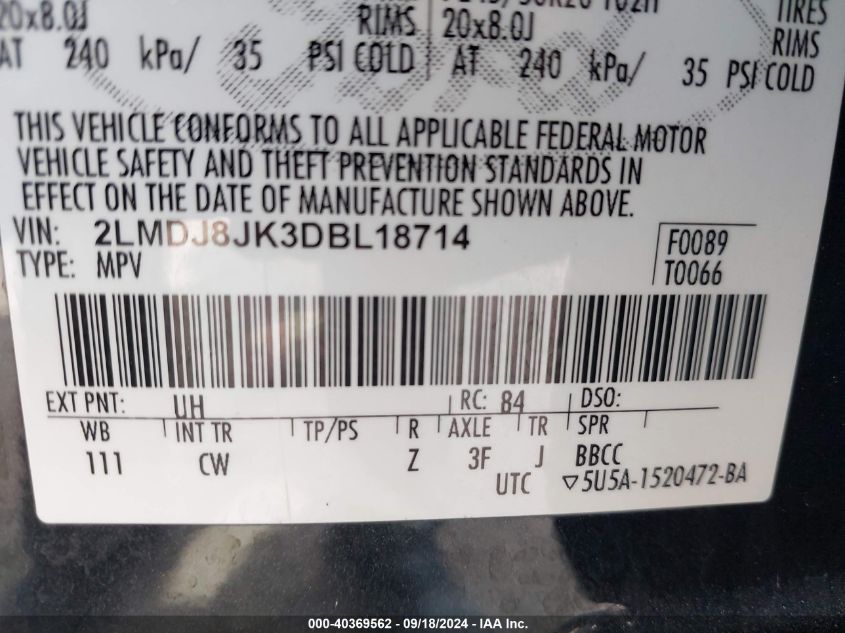 20x8.0J RIMS 20x8.0J TIRES
RIMS
AT 240 kPa/ 35 PSI COLD AT 240 kPa/ 35 PSI COLD
THIS VEHICLE CONFORMS TO ALL APPLICABLE FEDERAL MOTOR
VEHICLE SAFETY AND THEFT PREVENTION STANDARDS IN
EFFECT ON THE DATE OF MANUFACTURE SHOWN ABOVE.
VIN: 2LMDJ8JK3DBL18714 F0089
TYPE: MPV T0066
EXT PNT: UH RC: 84 DSO:
WB INT TR TP/PS R AXLE TR SPR
111 CW Z 3F J BBCC
UTC ▽5U5A-1520472-BA
000-40369562 - 09/18/2024 - IAA Inc.